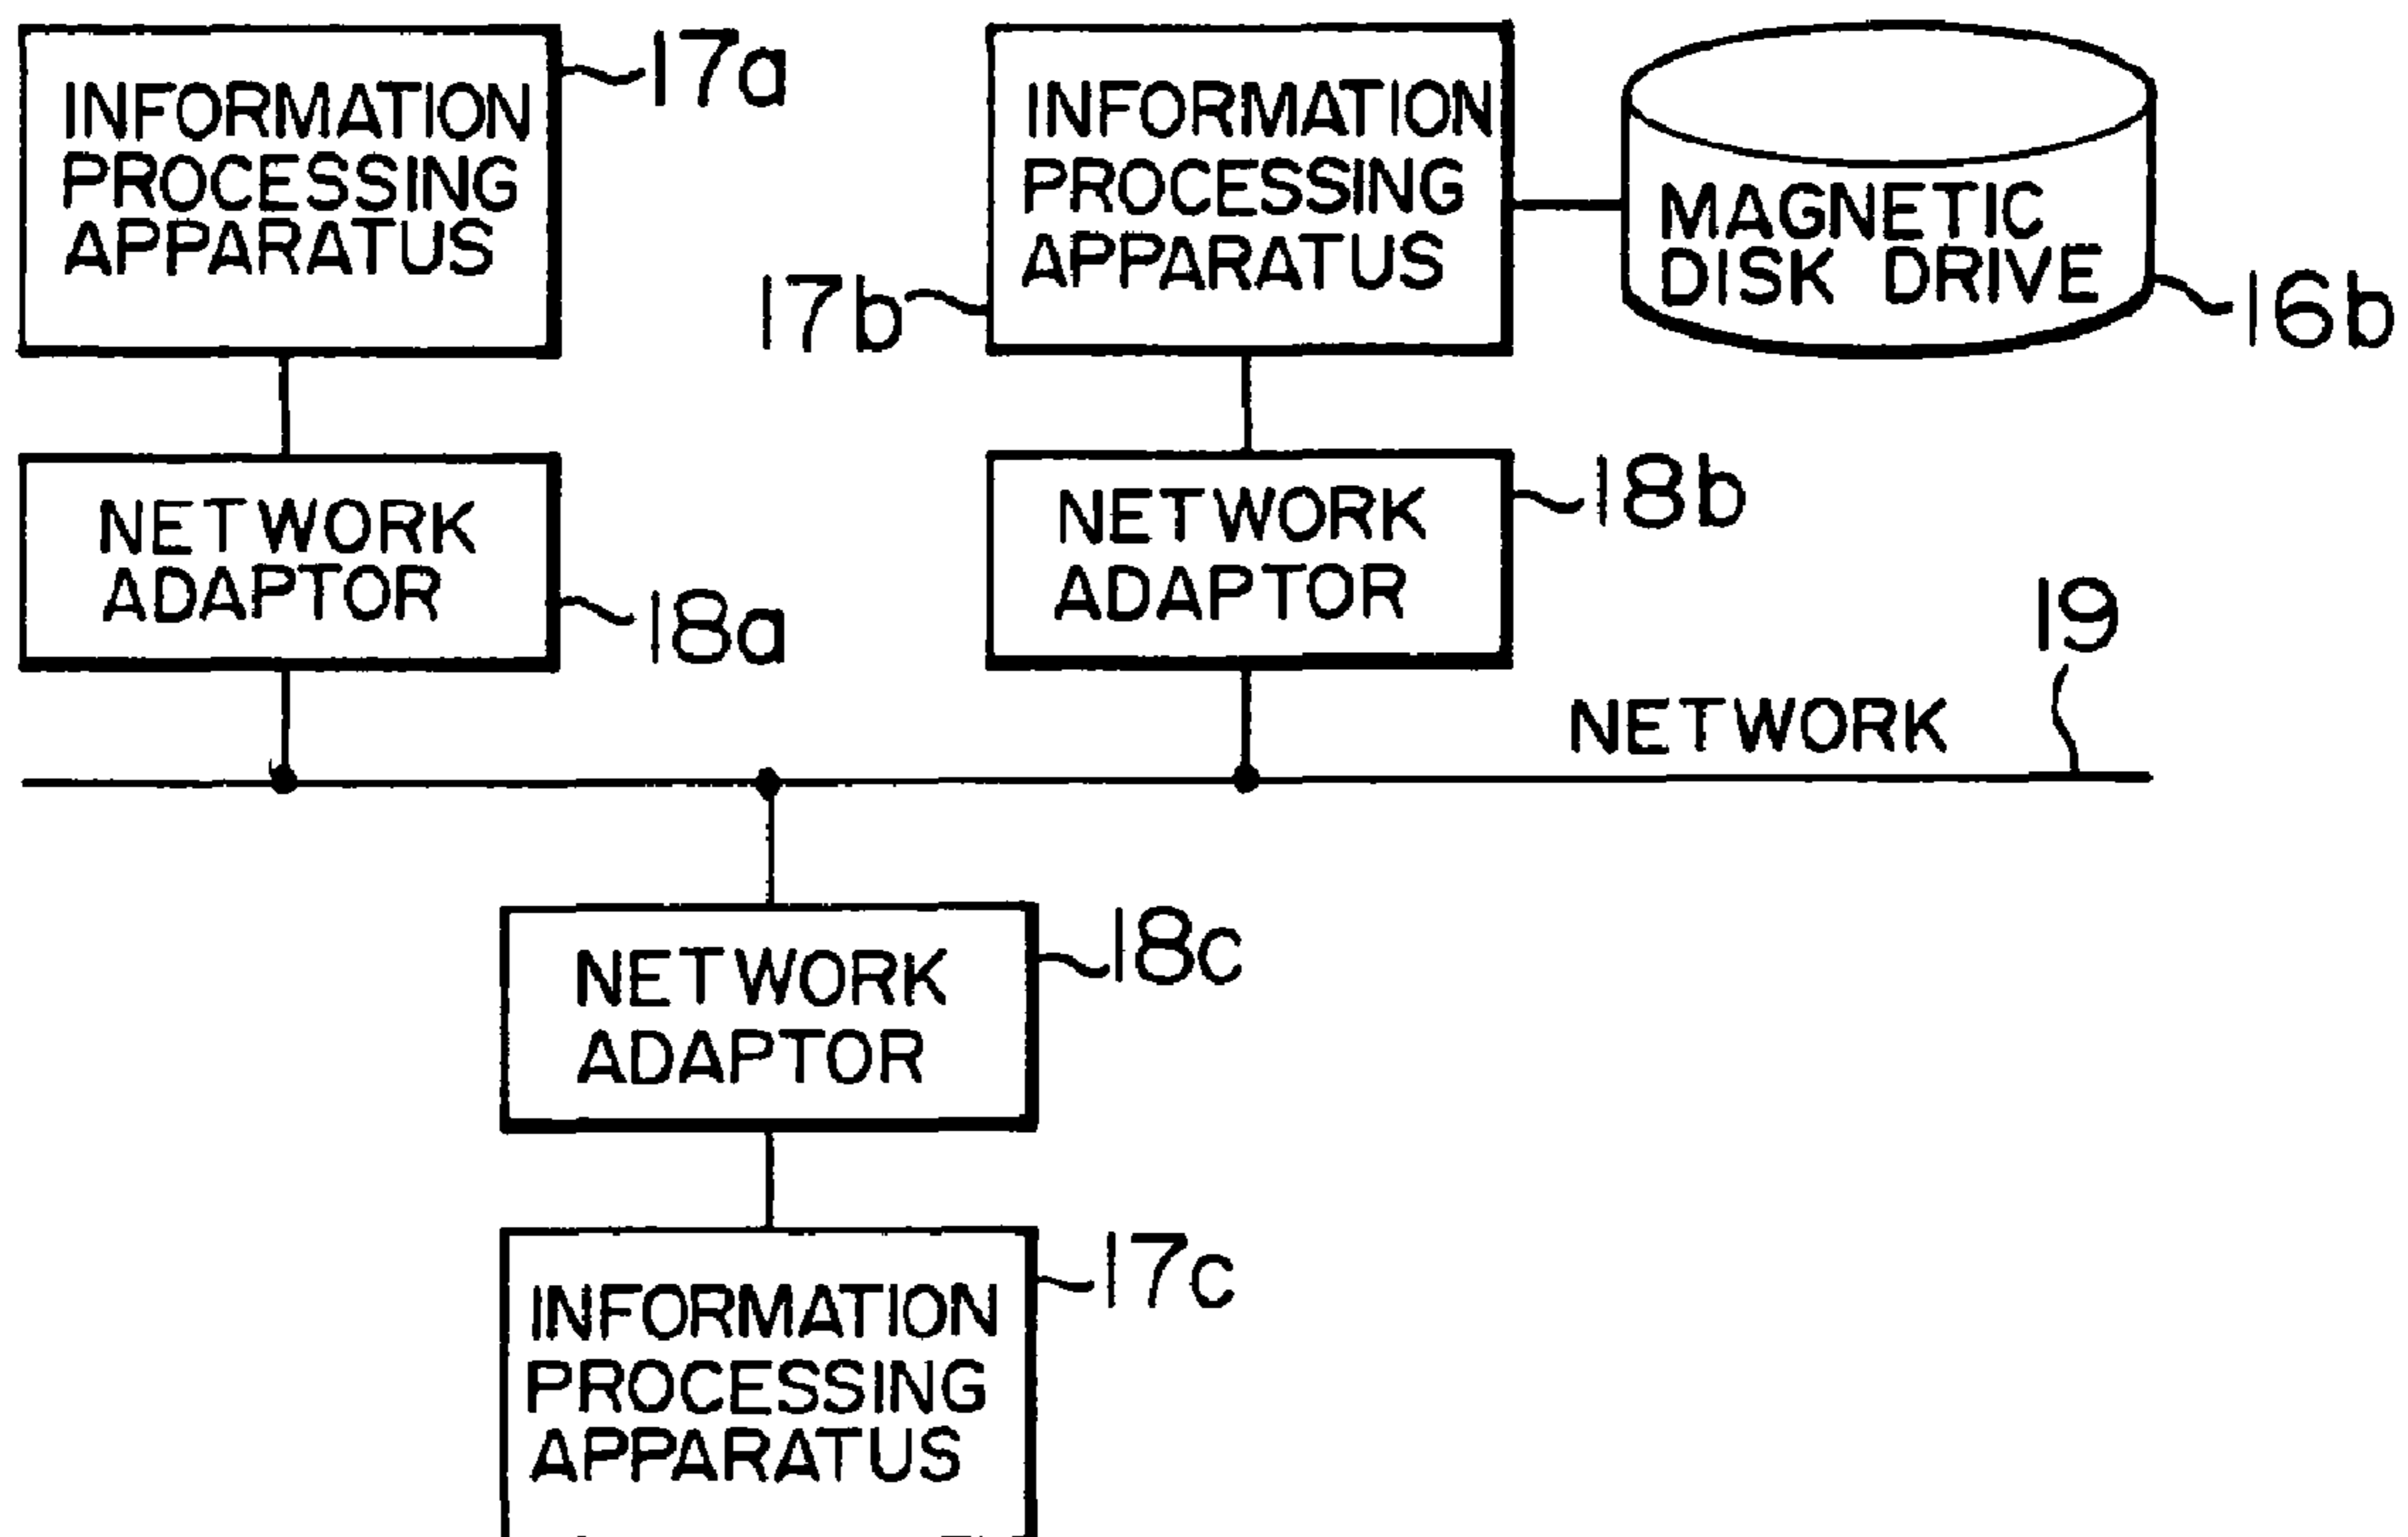 INFORMATION
PROCESSING
APPARATUS
17a
INFORMATION
PROCESSING
APPARATUS
17b
MAGNETIC
DISK DRIVE
16b
NETWORK
ADAPTOR
18a
NETWORK
ADAPTOR
18b
19
NETWORK
NETWORK
ADAPTOR
18c
INFORMATION
PROCESSING
APPARATUS
17c